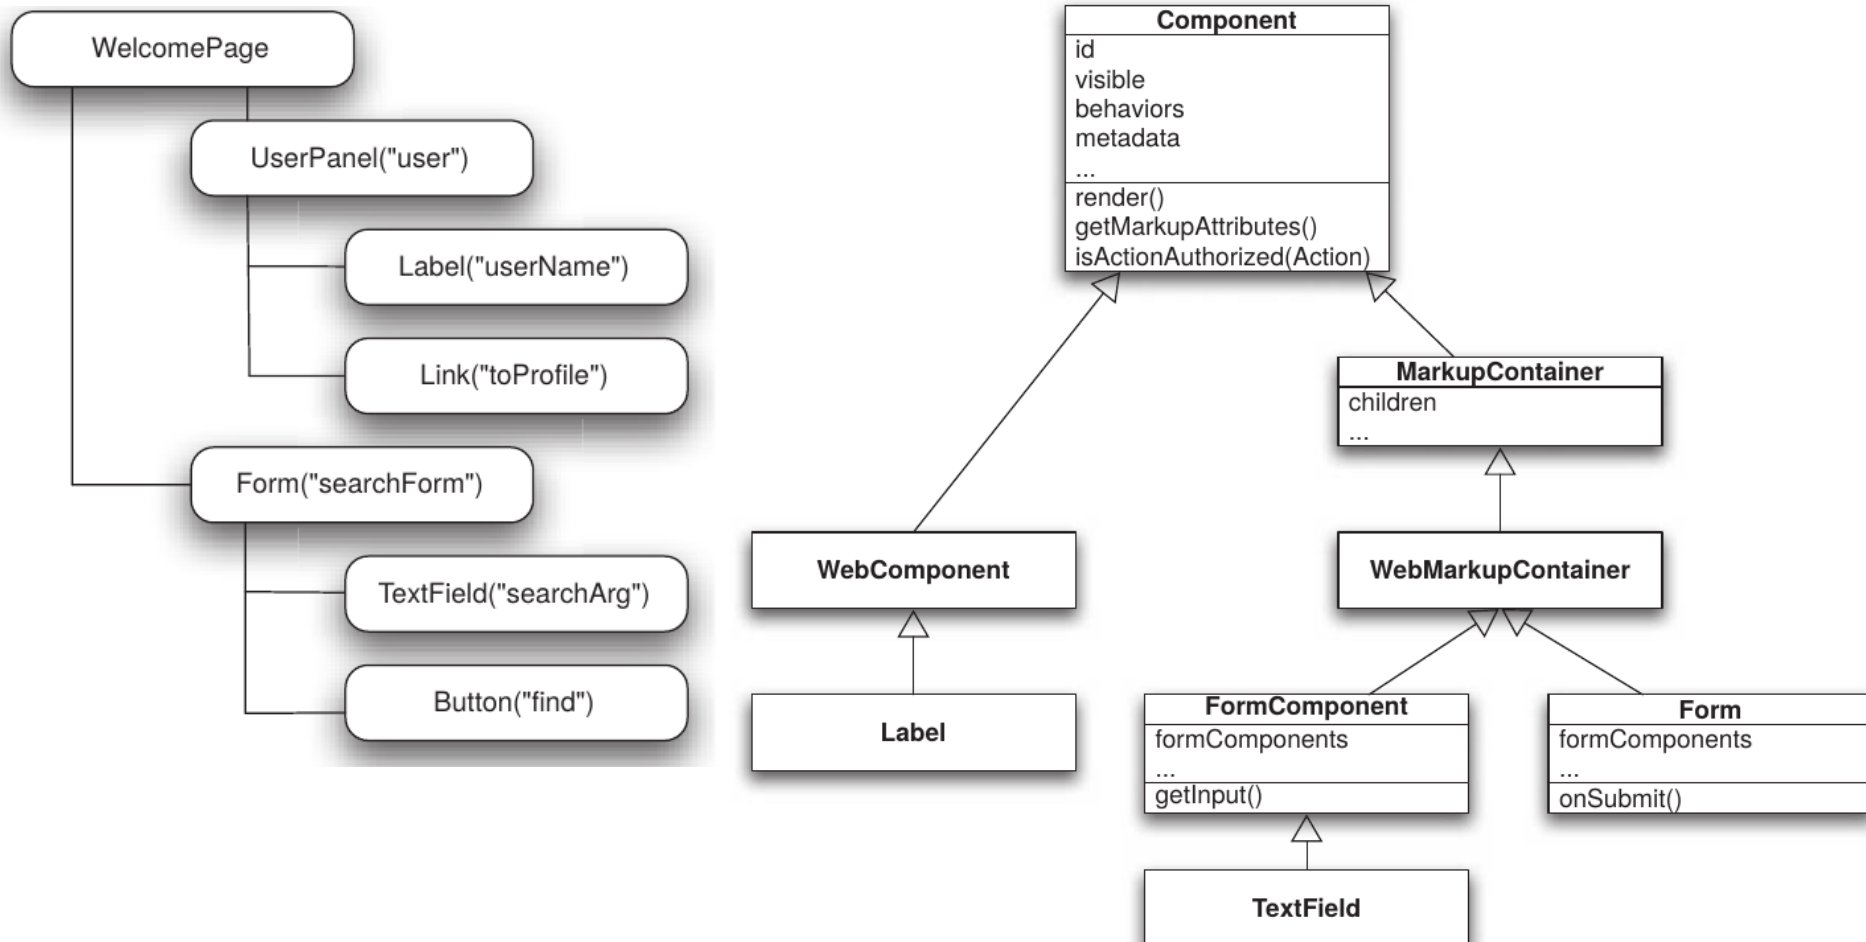 WelcomePage
UserPanel("user")
Label("userName")
Link("toProfile")
Form("searchForm")
TextField("searchArg")
Button("find")
Component
id
visible
behaviors
metadata
...
render()
getMarkupAttributes()
isActionAuthorized(Action)
MarkupContainer
children
...
WebComponent
WebMarkupContainer
Label
FormComponent
formComponents
...
getInput()
Form
formComponents
...
onSubmit()
TextField